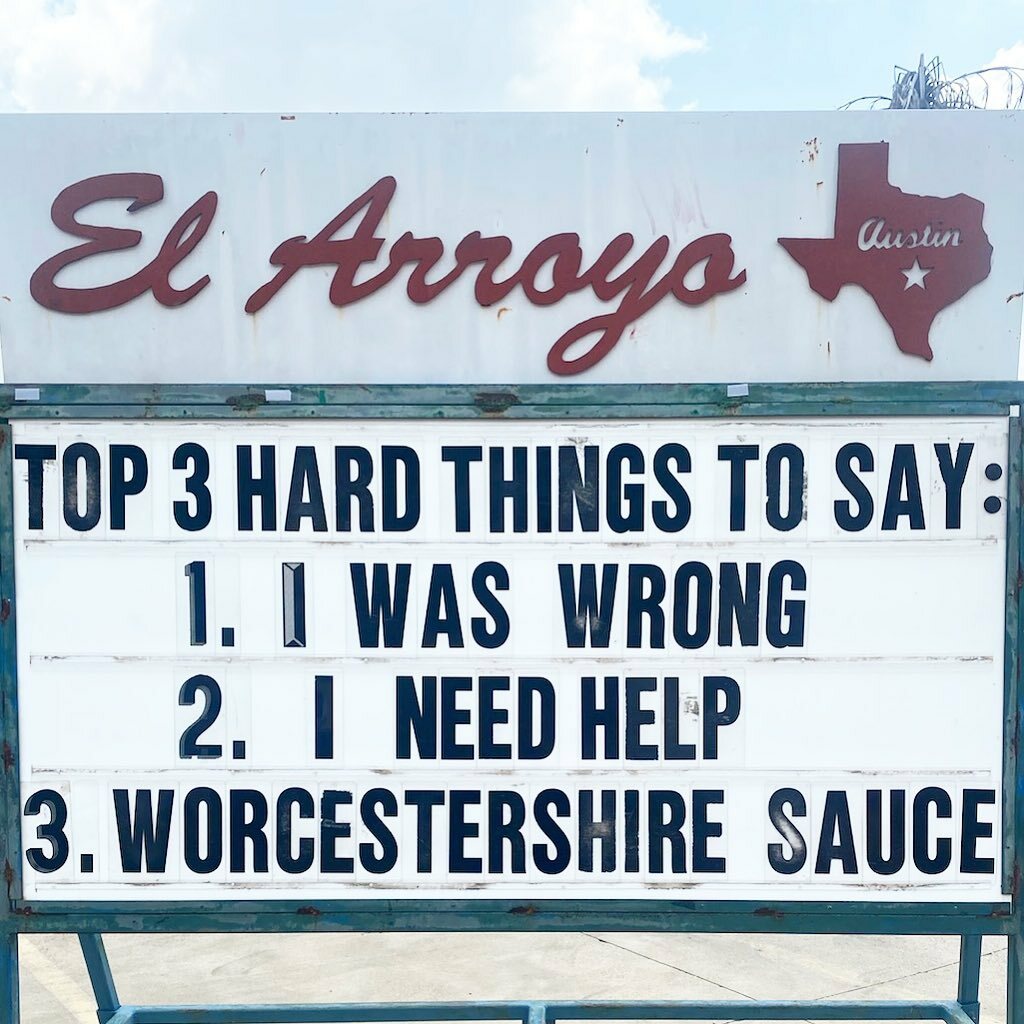 El Arroyo
Austin
TOP 3 HARD THINGS TO SAY:
1. I WAS WRONG
2. I NEED HELP
3. WORCESTERSHIRE SAUCE